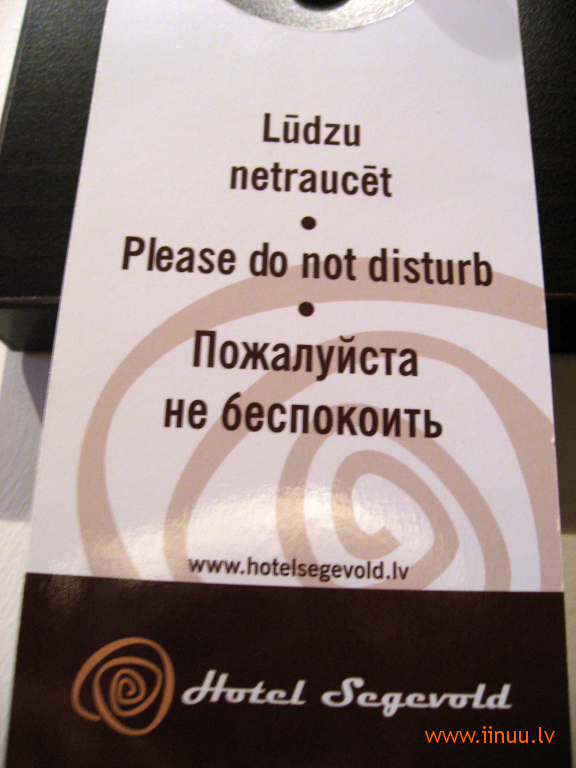 Lūdzu
netraucēt
•
Please do not disturb
•
Пожалуйста
не беспокоить
www.hotelsegevold.lv
Hotel Segevold
www.iinuu.lv